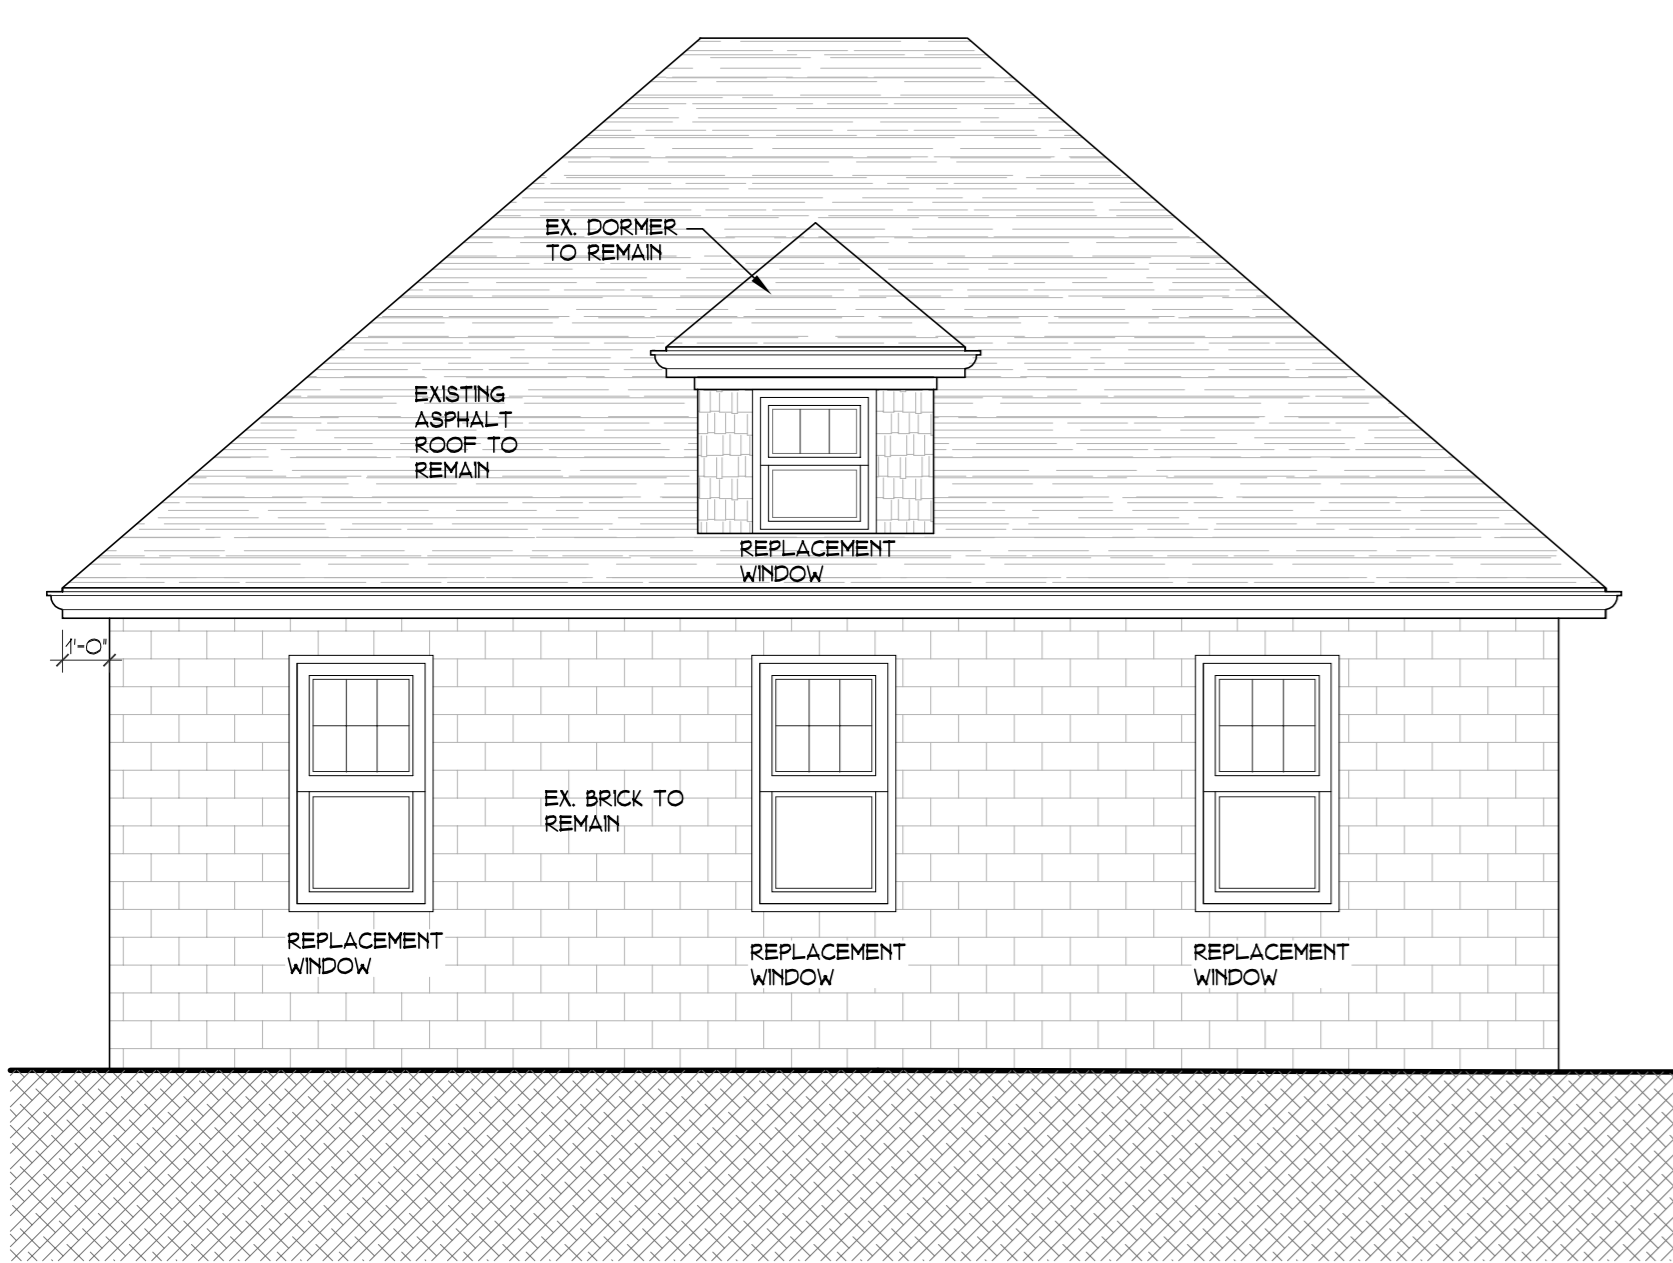 EX. DORMER
TO REMAIN
EXISTING
ASPHALT
ROOF TO
REMAIN
REPLACEMENT
WINDOW
1'-0"
EX. BRICK TO
REMAIN
REPLACEMENT
WINDOW
REPLACEMENT
WINDOW
REPLACEMENT
WINDOW